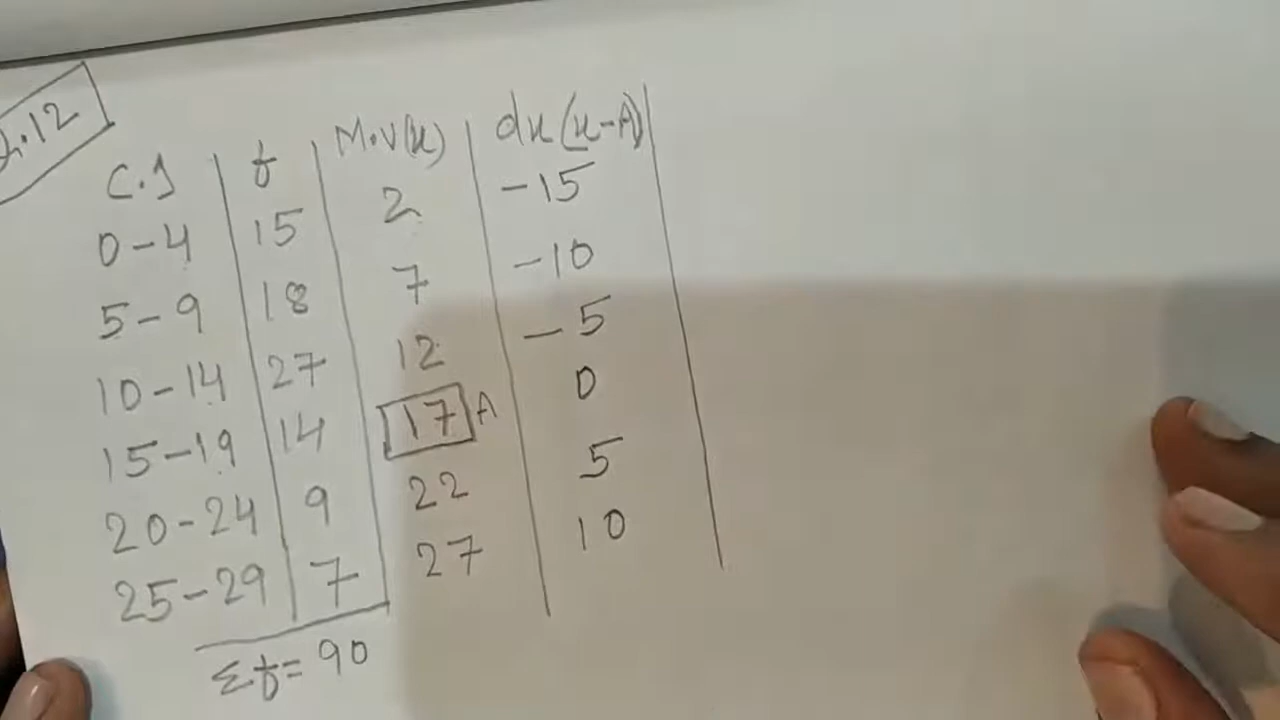 .12
C.I f M.V(x) dx(x-A)
0-4 15 2 -15
5-9 18 7 -10
10-14 27 12 -5
15-19 14 17 A 0
20-24 9 22 5
25-29 7 27 10
Σf= 90